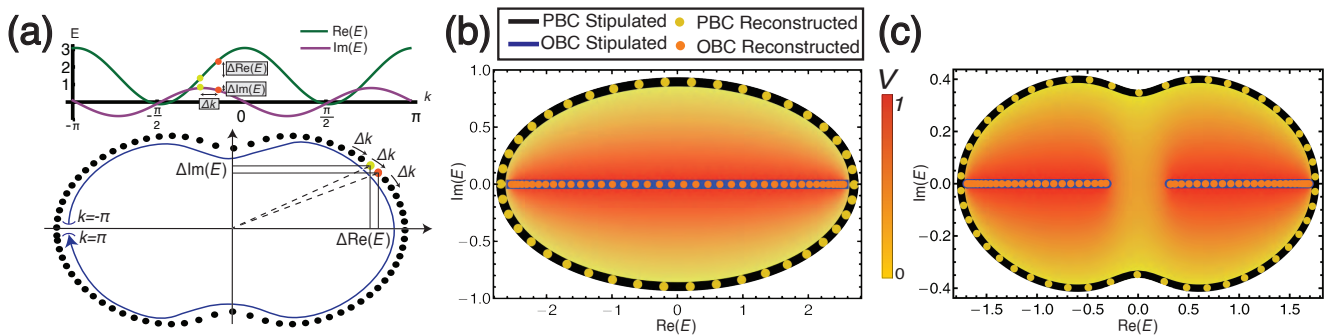 (a)
E
Re(E)
Im(E)
3
2
1
0
ΔRe(E)
ΔIm(E)
Δk
k
-π
-π/2
0
π/2
π
Δk
Δk
Δk
ΔIm(E)
k=-π
k=π
ΔRe(E)
PBC Stipulated
PBC Reconstructed
OBC Stipulated
OBC Reconstructed
(b)
1.0
0.5
0.0
−0.5
−1.0
Im(E)
−2
−1
0
1
2
Re(E)
V
1
0
(c)
0.4
0.2
0.0
−0.2
−0.4
Im(E)
−1.5
−1.0
−0.5
0.0
0.5
1.0
1.5
Re(E)